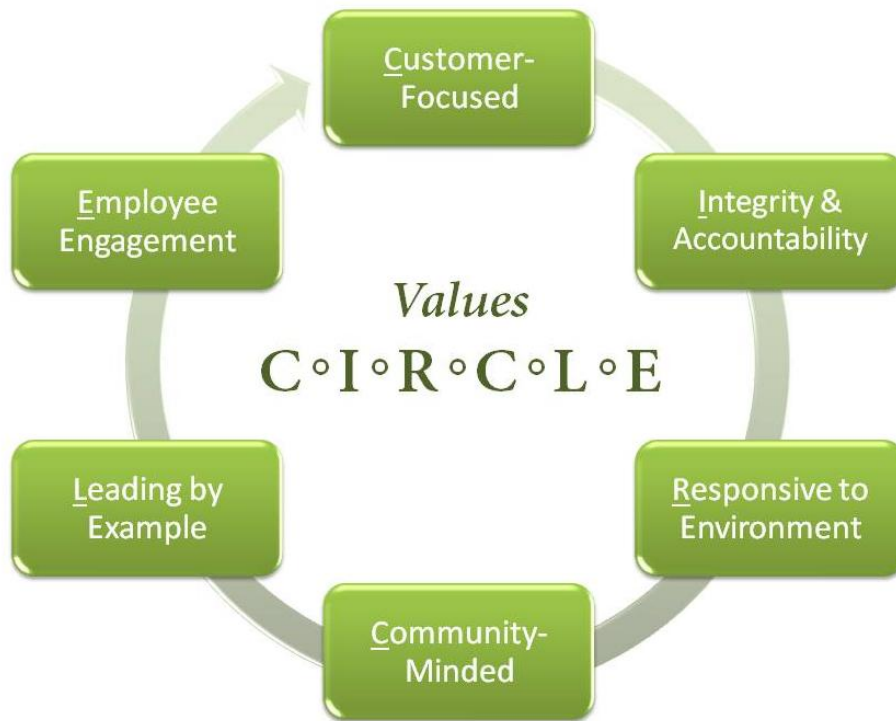 Customer-
Focused
Integrity &
Accountability
Responsive to
Environment
Community-
Minded
Leading by
Example
Employee
Engagement
Values
C∘I∘R∘C∘L∘E